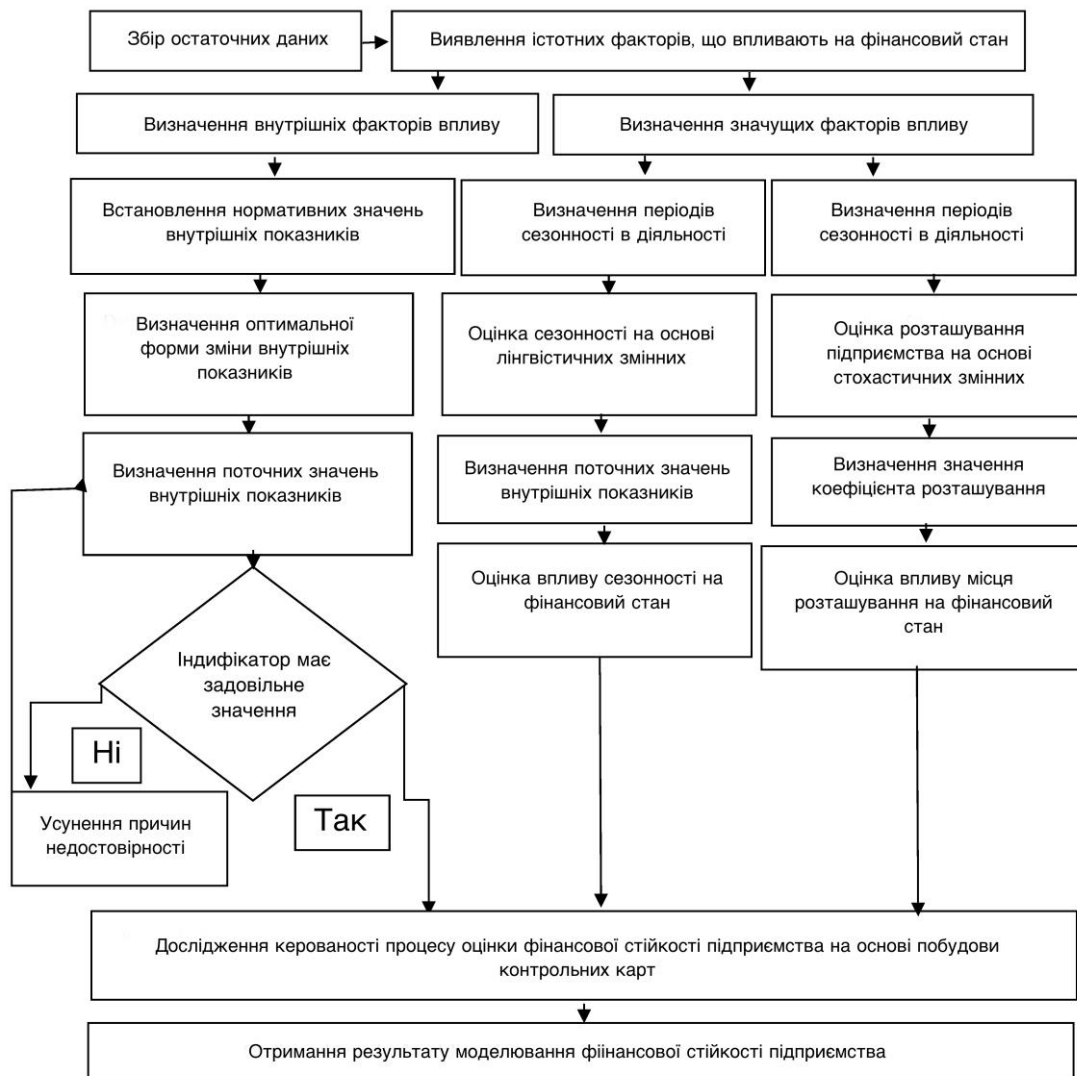 Збір остаточних даних
Виявлення істотних факторів, що впливають на фінансовий стан
Визначення внутрішніх факторів впливу
Визначення значущих факторів впливу
Встановлення нормативних значень
внутрішніх показників
Визначення періодів
сезонності в діяльності
Визначення періодів
сезонності в діяльності
Визначення оптимальної
форми зміни внутрішніх
показників
Оцінка сезонності на основі
лінгвістичних змінних
Оцінка розташування
підприємства на основі
стохастичних змінних
Визначення поточних значень
внутрішніх показників
Визначення поточних значень
внутрішніх показників
Визначення значення
коефіцієнта розташування
Оцінка впливу сезонності на
фінансовий стан
Оцінка впливу місця
розташування на фінансовий
стан
Індифікатор має
задовільне
значення
Ні
Так
Усунення причин
недостовірності
Дослідження керованості процесу оцінки фінансової стійкості підприємства на основі побудови
контрольних карт
Отримання результату моделювання фіінансової стійкості підприємства